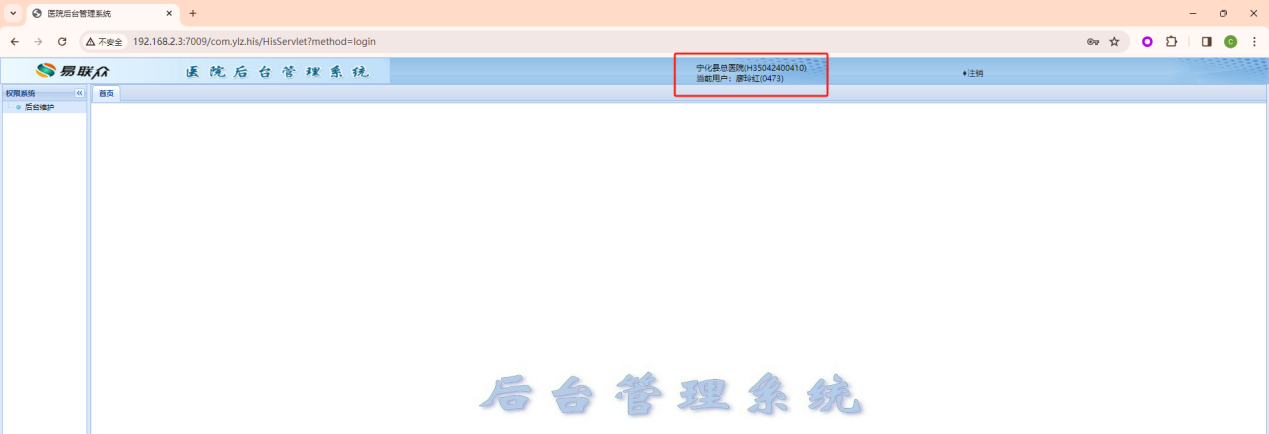 医院后台管理系统
不安全
192.168.2.3:7009/com.ylz.his/HisServlet?method=login
C
易联众
医院后台管理系统
宁化县总医院(H35042400410)
当前用户：廖玲红(0473)
♦注销
权限系统
首页
后台维护
后台管理系统